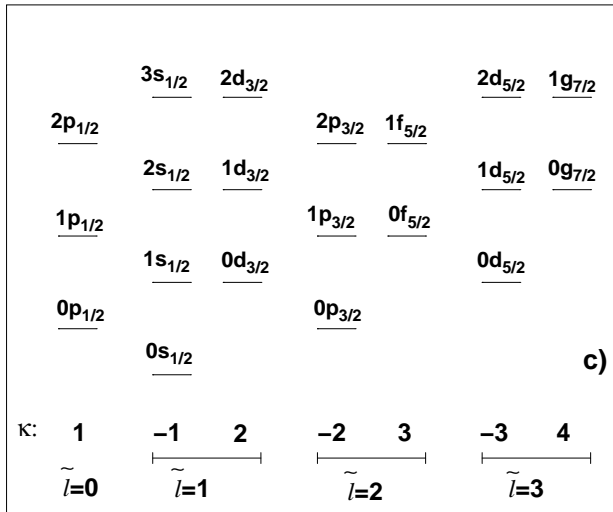 3s1/2 2d3/2 2d5/2 1g7/2
2p1/2 2p3/2 1f5/2
2s1/2 1d3/2 1d5/2 0g7/2
1p1/2 1p3/2 0f5/2
1s1/2 0d3/2 0d5/2
0p1/2 0p3/2
0s1/2 c)
κ: 1 −1 2 −2 3 −3 4
l̃=0 l̃=1 l̃=2 l̃=3